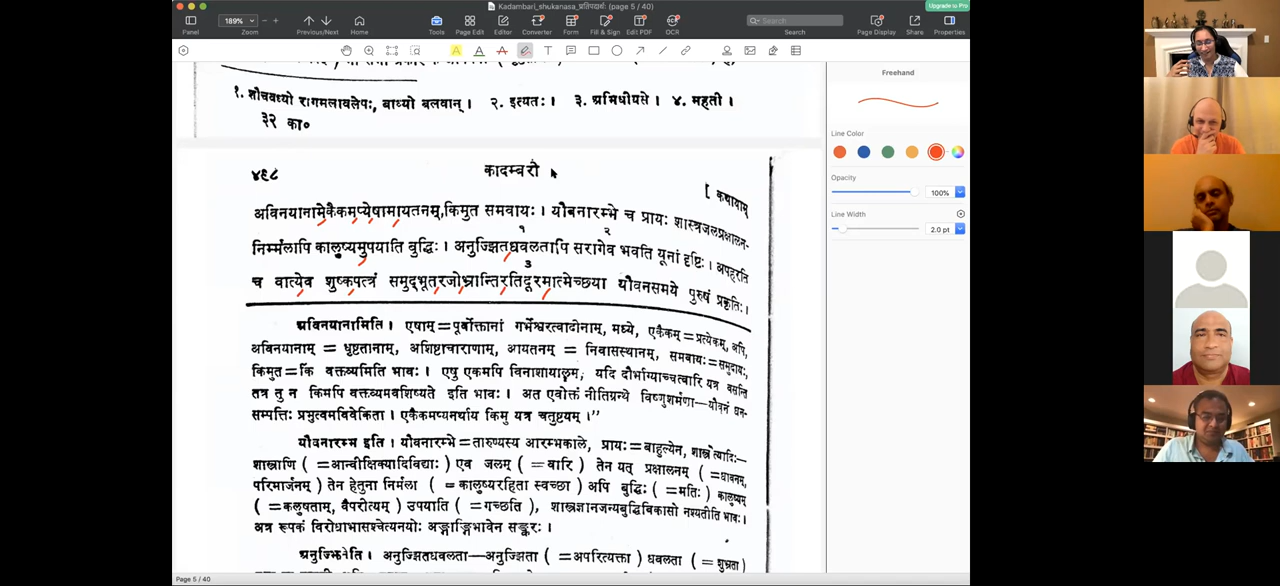 Kadambari_shukanasa_प्रतिपदार्थः (page 5 / 40)
Upgrade to Pro
189%
Zoom
Panel
Previous/Next
Home
Tools
Page Edit
Editor
Converter
Form
Fill & Sign
Edit PDF
OCR
Search
Search
Page Display
Share
Properties
१. शौचवध्यो रागमलावलेपः, बाध्यो बलवान् । २. इत्यतः । ३. अभिधीयसे । ४. महती ।
३२ का०
४९८
कादम्बरी
[ कथायाम्
अविनयानामेकैकमप्येषामायतनम्, किमुत समवायः । यौवनारम्भे च प्रायः शास्त्रजलप्रक्षालन-
निर्म्मलापि कालुष्यमुपयाति बुद्धिः । अनुज्झितधवलतापि सरागेव भवति यूनां दृष्टिः । अपहरति
च वात्येव शुष्कपत्रं समुद्भूतरजोभ्रान्तिरतिदूरमात्मेच्छया यौवनसमये पुरुषं प्रकृतिः ।
अविनयानामिति । एषाम् = पूर्वोक्तानां गर्भेश्वरत्वादीनाम्, मध्ये, एकैकम् = प्रत्येकम्, अपि,
अविनयानाम् = धृष्टतानाम्, अशिष्टाचाराणाम्, आयतनम् = निवासस्थानम्, समवायः = समुदायः,
किमुत = किं वक्तव्यमिति भावः । एषु एकमपि विनाशायालम्, यदि दौर्भाग्याच्चत्वारि यत्र वसन्ति
तत्र तु न किमपि वक्तव्यमवशिष्यते इति भावः । अत एवोक्तं नीतिग्रन्थे विष्णुशर्मणा—यौवनं धन-
सम्पत्तिः प्रभुत्वमविवेकिता । एकैकमप्यनर्थाय किमु यत्र चतुष्टयम् ।”
यौवनारम्भ इति । यौवनारम्भे = तारुण्यस्य आरम्भकाले, प्रायः = बाहुल्येन, शास्त्रेत्यादिः—
शास्त्राणि ( = आन्वीक्षिक्यादिविद्याः ) एव जलम् ( = वारि ) तेन यत् प्रक्षालनम् ( = धावनम्,
परिमार्जनम् ) तेन हेतुना निर्मला ( = कालुष्यरहिता स्वच्छा ) अपि बुद्धिः ( = मतिः ) कालुष्यम्
( = कलुषताम्, वैपरीत्यम् ) उपयाति ( = गच्छति ), शास्त्रज्ञानजन्यबुद्धिविकासो नश्यतीति भावः ।
अत्र रूपकं विरोधाभासश्चेत्यनयोः अङ्गाङ्गिभावेन सङ्करः ।
अनुज्झितेति । अनुज्झितधवलता—अनुज्झिता ( = अपरित्यक्ता ) धवलता ( = शुभ्रता )
Page 5 / 40
Freehand
Line Color
Opacity
100%
Line Width
2.0 pt